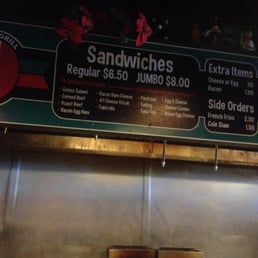 GRILL
Sandwiches
Regular $6.50 JUMBO $8.00
Genoa Salami
Corned Beef
Roast Beef
Bacon Egg Ham
Bacon Ham Cheese
#1 Cheese Steak
Capicolla
Pastrami
Turkey
Tuna Fish
Egg & Cheese
Cheese Combo
Bacon Egg Cheese
Extra Items
Cheese or Egg .50
Bacon 1.00
Side Orders
French Fries 2.50
Cole Slaw 1.50